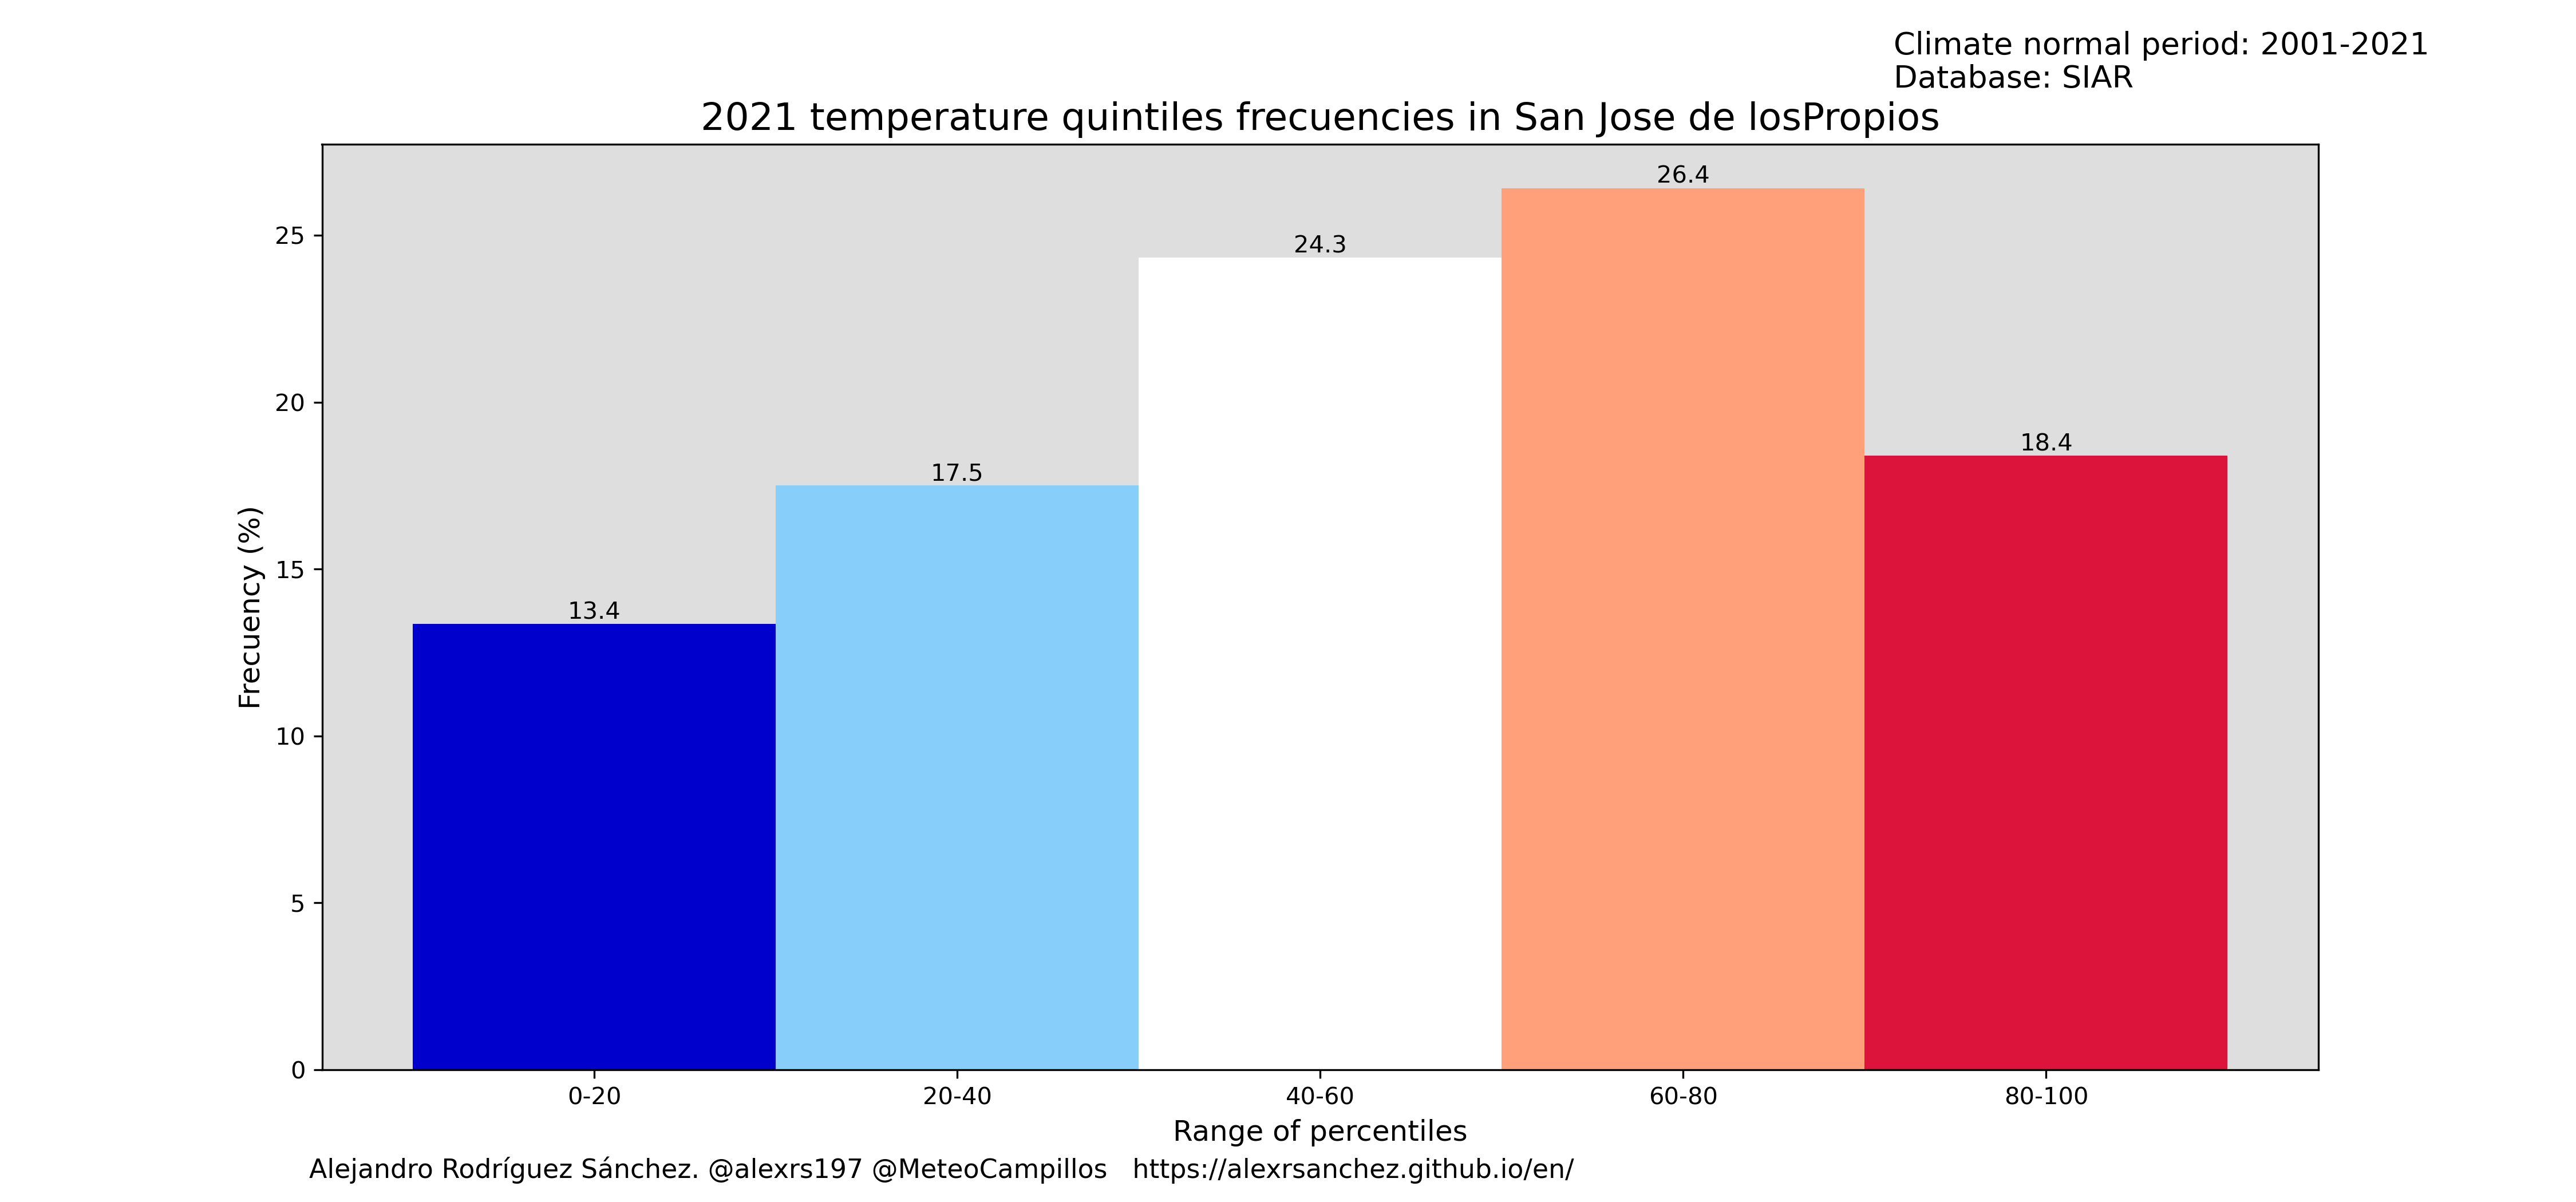 Climate normal period: 2001-2021
Database: SIAR
2021 temperature quintiles frecuencies in San Jose de losPropios
26.4
25
24.3
20
18.4
17.5
Frecuency (%)
15
13.4
10
5
0
0-20 20-40 40-60 60-80 80-100
Range of percentiles
Alejandro Rodríguez Sánchez. @alexrs197 @MeteoCampillos https://alexrsanchez.github.io/en/